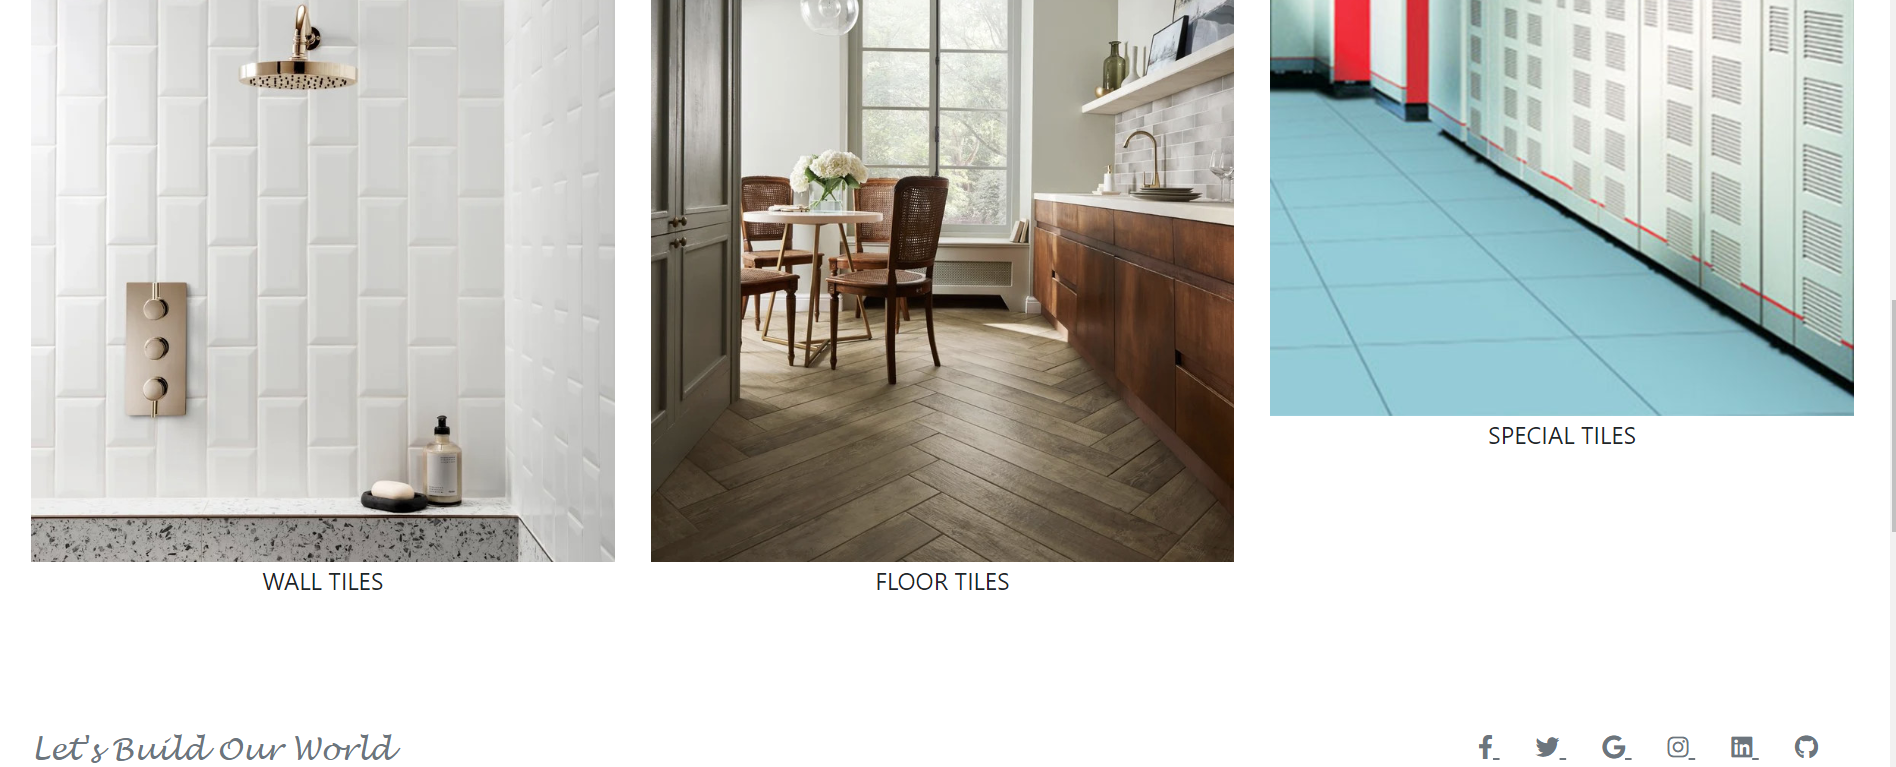 SPECIAL TILES
WALL TILES
FLOOR TILES
Let's Build Our World